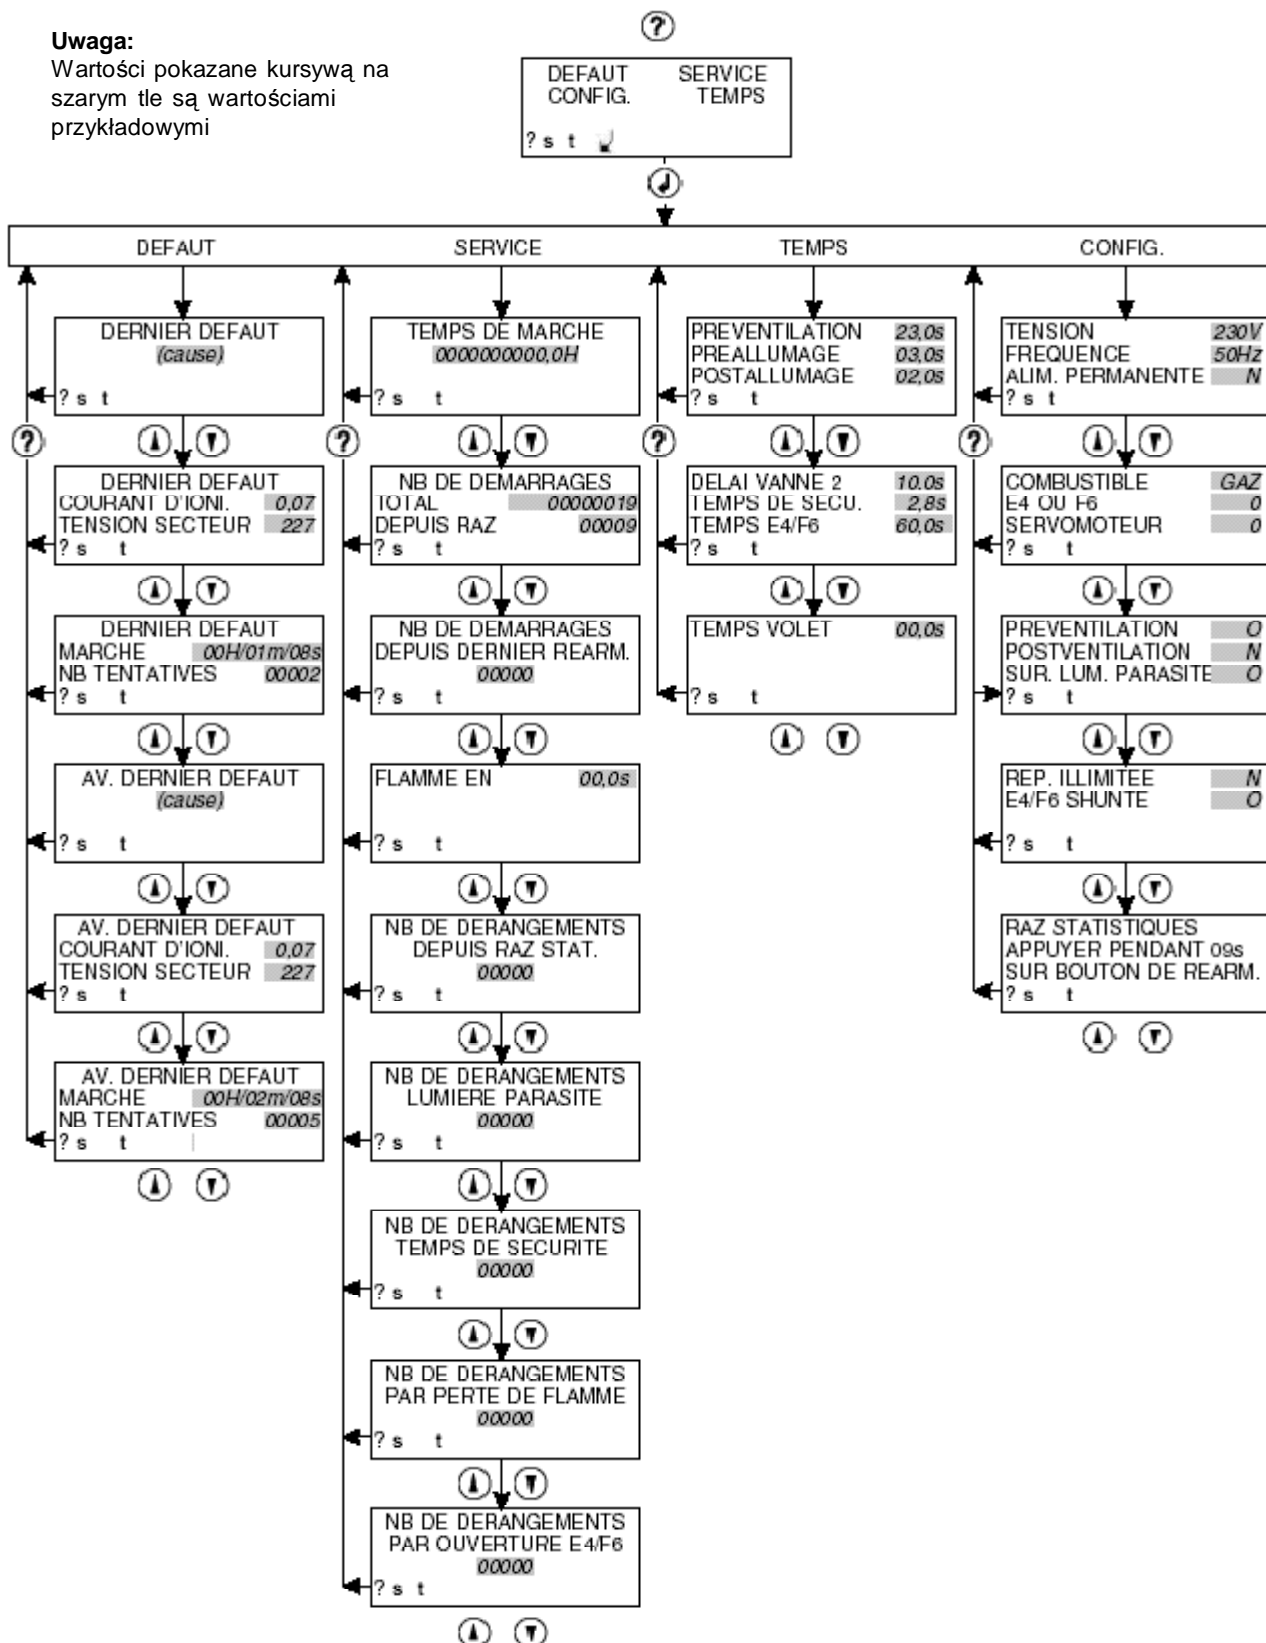 Uwaga:
Wartości pokazane kursywą na
szarym tle są wartościami
przykładowymi
?
DEFAUT SERVICE
CONFIG. TEMPS
? s t
DEFAUT SERVICE TEMPS CONFIG.
DERNIER DEFAUT
(cause)
? s t
?
DERNIER DEFAUT
COURANT D'IONI. 0,07
TENSION SECTEUR 227
? s t
DERNIER DEFAUT
MARCHE 00H/01m/08s
NB TENTATIVES 00002
? s t
AV. DERNIER DEFAUT
(cause)
? s t
AV. DERNIER DEFAUT
COURANT D'IONI. 0,07
TENSION SECTEUR 227
? s t
AV. DERNIER DEFAUT
MARCHE 00H/02m/08s
NB TENTATIVES 00005
? s t
TEMPS DE MARCHE
0000000000,0H
? s t
?
NB DE DEMARRAGES
TOTAL 00000019
DEPUIS RAZ 00009
? s t
NB DE DEMARRAGES
DEPUIS DERNIER REARM.
00000
? s t
FLAMME EN 00,0s
? s t
NB DE DERANGEMENTS
DEPUIS RAZ STAT.
00000
? s t
NB DE DERANGEMENTS
LUMIERE PARASITE
00000
? s t
NB DE DERANGEMENTS
TEMPS DE SECURITE
00000
? s t
NB DE DERANGEMENTS
PAR PERTE DE FLAMME
00000
? s t
NB DE DERANGEMENTS
PAR OUVERTURE E4/F6
00000
? s t
PREVENTILATION 23,0s
PREALLUMAGE 03,0s
POSTALLUMAGE 02,0s
? s t
?
DELAI VANNE 2 10.0s
TEMPS DE SECU. 2,8s
TEMPS E4/F6 60,0s
? s t
TEMPS VOLET 00,0s
? s t
TENSION 230V
FREQUENCE 50Hz
ALIM. PERMANENTE N
? s t
?
COMBUSTIBLE GAZ
E4 OU F6 0
SERVOMOTEUR 0
? s t
PREVENTILATION O
POSTVENTILATION N
SUR. LUM. PARASITE O
? s t
REP. ILLIMITEE N
E4/F6 SHUNTE O
? s t
RAZ STATISTIQUES
APPUYER PENDANT 09s
SUR BOUTON DE REARM.
? s t